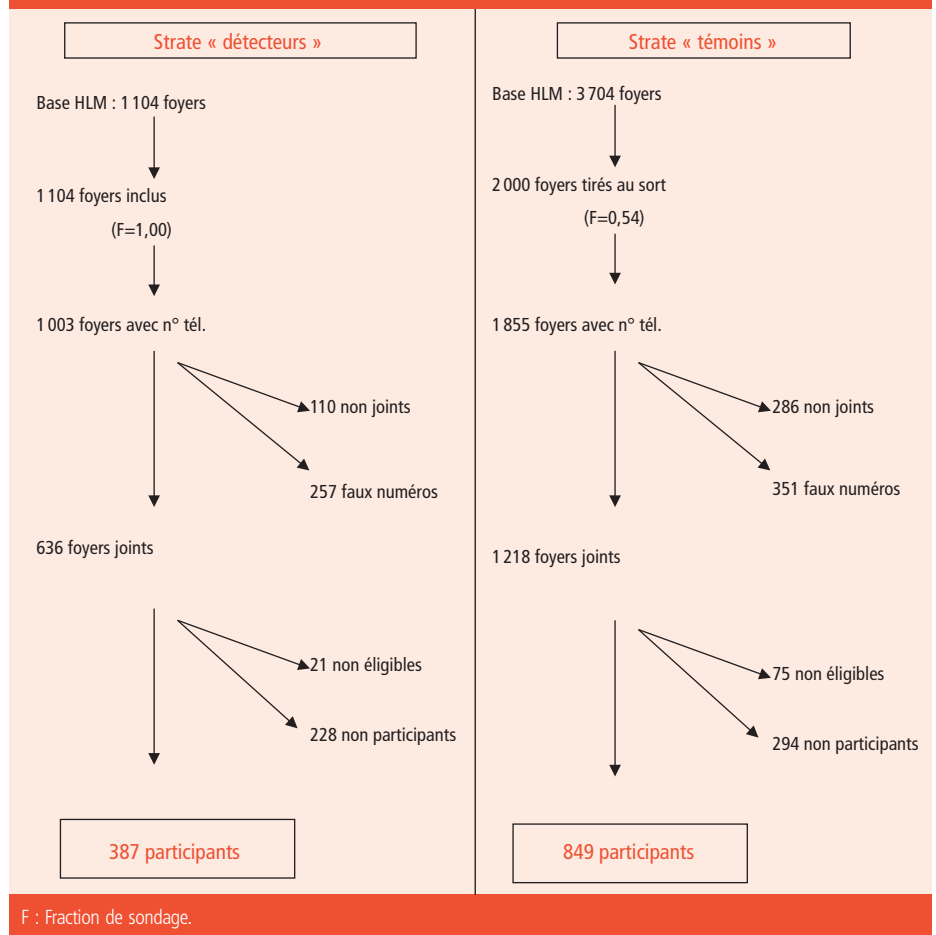 Strate « détecteurs »
Base HLM : 1 104 foyers
1 104 foyers inclus
(F=1,00)
1 003 foyers avec n° tél.
110 non joints
257 faux numéros
636 foyers joints
21 non éligibles
228 non participants
387 participants
Strate « témoins »
Base HLM : 3 704 foyers
2 000 foyers tirés au sort
(F=0,54)
1 855 foyers avec n° tél.
286 non joints
351 faux numéros
1 218 foyers joints
75 non éligibles
294 non participants
849 participants
F : Fraction de sondage.